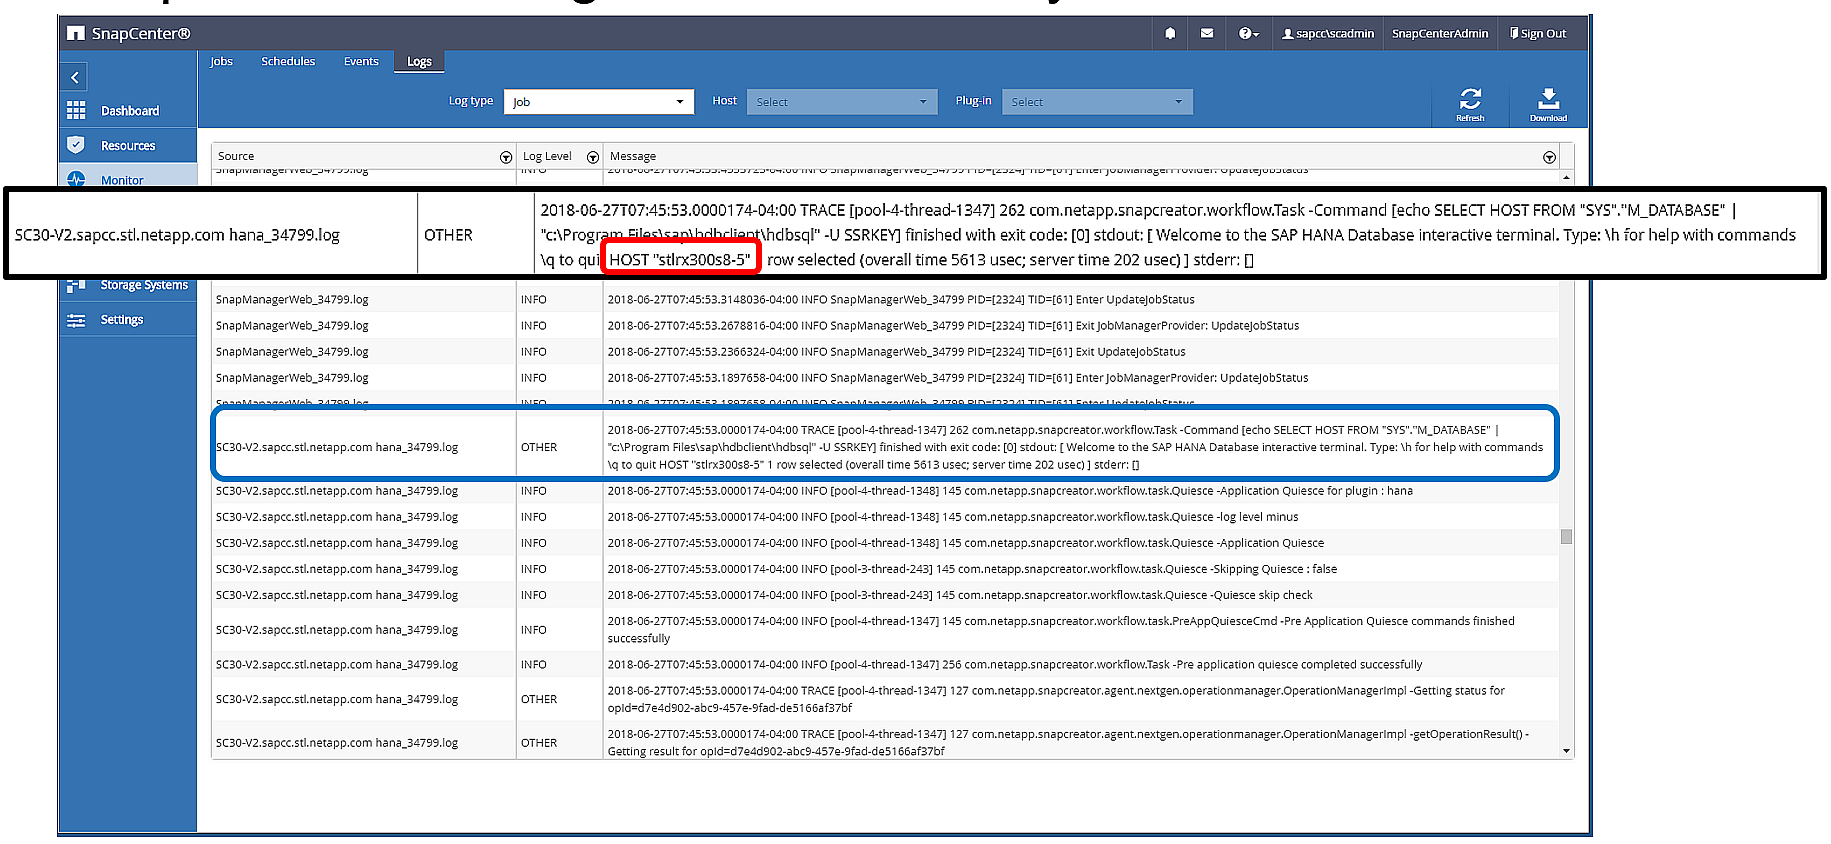 SnapCenter®
sapcc\scadmin SnapCenterAdmin Sign Out
Jobs Schedules Events Logs
Log type Job Host Select Plug-in Select Refresh Download
Dashboard
Resources
Monitor
Storage Systems
Settings
Source Log Level Message
SC30-V2.sapcc.stl.netapp.com hana_34799.log OTHER 2018-06-27T07:45:53.0000174-04:00 TRACE [pool-4-thread-1347] 262 com.netapp.snapcreator.workflow.Task -Command [echo SELECT HOST FROM "SYS"."M_DATABASE" |
"c:\Program Files\sap\hdbclient\hdbsql" -U SSRKEY] finished with exit code: [0] stdout: [ Welcome to the SAP HANA Database interactive terminal. Type: \h for help with commands
\q to qui HOST "stlrx300s8-5" row selected (overall time 5613 usec; server time 202 usec) ] stderr: []
SnapManagerWeb_34799.log INFO 2018-06-27T07:45:53.3148036-04:00 INFO SnapManagerWeb_34799 PID=[2324] TID=[61] Enter UpdateJobStatus
SnapManagerWeb_34799.log INFO 2018-06-27T07:45:53.2678816-04:00 INFO SnapManagerWeb_34799 PID=[2324] TID=[61] Exit JobManagerProvider: UpdateJobStatus
SnapManagerWeb_34799.log INFO 2018-06-27T07:45:53.2366324-04:00 INFO SnapManagerWeb_34799 PID=[2324] TID=[61] Exit UpdateJobStatus
SnapManagerWeb_34799.log INFO 2018-06-27T07:45:53.1897658-04:00 INFO SnapManagerWeb_34799 PID=[2324] TID=[61] Enter JobManagerProvider: UpdateJobStatus
SnapManagerWeb_34799.log INFO 2018-06-27T07:45:53.1897658-04:00 INFO SnapManagerWeb_34799 PID=[2324] TID=[61] Enter UpdateJobStatus
SC30-V2.sapcc.stl.netapp.com hana_34799.log OTHER 2018-06-27T07:45:53.0000174-04:00 TRACE [pool-4-thread-1347] 262 com.netapp.snapcreator.workflow.Task -Command [echo SELECT HOST FROM "SYS"."M_DATABASE" |
"c:\Program Files\sap\hdbclient\hdbsql" -U SSRKEY] finished with exit code: [0] stdout: [ Welcome to the SAP HANA Database interactive terminal. Type: \h for help with commands
\q to quit HOST "stlrx300s8-5" 1 row selected (overall time 5613 usec; server time 202 usec) ] stderr: []
SC30-V2.sapcc.stl.netapp.com hana_34799.log INFO 2018-06-27T07:45:53.0000174-04:00 INFO [pool-4-thread-1348] 145 com.netapp.snapcreator.workflow.task.Quiesce -Application Quiesce for plugin : hana
SC30-V2.sapcc.stl.netapp.com hana_34799.log INFO 2018-06-27T07:45:53.0000174-04:00 INFO [pool-4-thread-1348] 145 com.netapp.snapcreator.workflow.task.Quiesce -log level minus
SC30-V2.sapcc.stl.netapp.com hana_34799.log INFO 2018-06-27T07:45:53.0000174-04:00 INFO [pool-4-thread-1348] 145 com.netapp.snapcreator.workflow.task.Quiesce -Application Quiesce
SC30-V2.sapcc.stl.netapp.com hana_34799.log INFO 2018-06-27T07:45:53.0000174-04:00 INFO [pool-3-thread-243] 145 com.netapp.snapcreator.workflow.task.Quiesce -Skipping Quiesce : false
SC30-V2.sapcc.stl.netapp.com hana_34799.log INFO 2018-06-27T07:45:53.0000174-04:00 INFO [pool-3-thread-243] 145 com.netapp.snapcreator.workflow.task.Quiesce -Quiesce skip check
SC30-V2.sapcc.stl.netapp.com hana_34799.log INFO 2018-06-27T07:45:53.0000174-04:00 INFO [pool-4-thread-1347] 145 com.netapp.snapcreator.workflow.task.PreAppQuiesceCmd -Pre Application Quiesce commands finished
successfully
SC30-V2.sapcc.stl.netapp.com hana_34799.log INFO 2018-06-27T07:45:53.0000174-04:00 INFO [pool-4-thread-1347] 256 com.netapp.snapcreator.workflow.Task -Pre application quiesce completed successfully
SC30-V2.sapcc.stl.netapp.com hana_34799.log OTHER 2018-06-27T07:45:53.0000174-04:00 TRACE [pool-4-thread-1347] 127 com.netapp.snapcreator.agent.nextgen.operationmanager.OperationManagerImpl -Getting status for
opId=d7e4d902-abc9-457e-9fad-de5166af37bf
SC30-V2.sapcc.stl.netapp.com hana_34799.log OTHER 2018-06-27T07:45:53.0000174-04:00 TRACE [pool-4-thread-1347] 127 com.netapp.snapcreator.agent.nextgen.operationmanager.OperationManagerImpl -getOperationResult() -
Getting result for opId=d7e4d902-abc9-457e-9fad-de5166af37bf